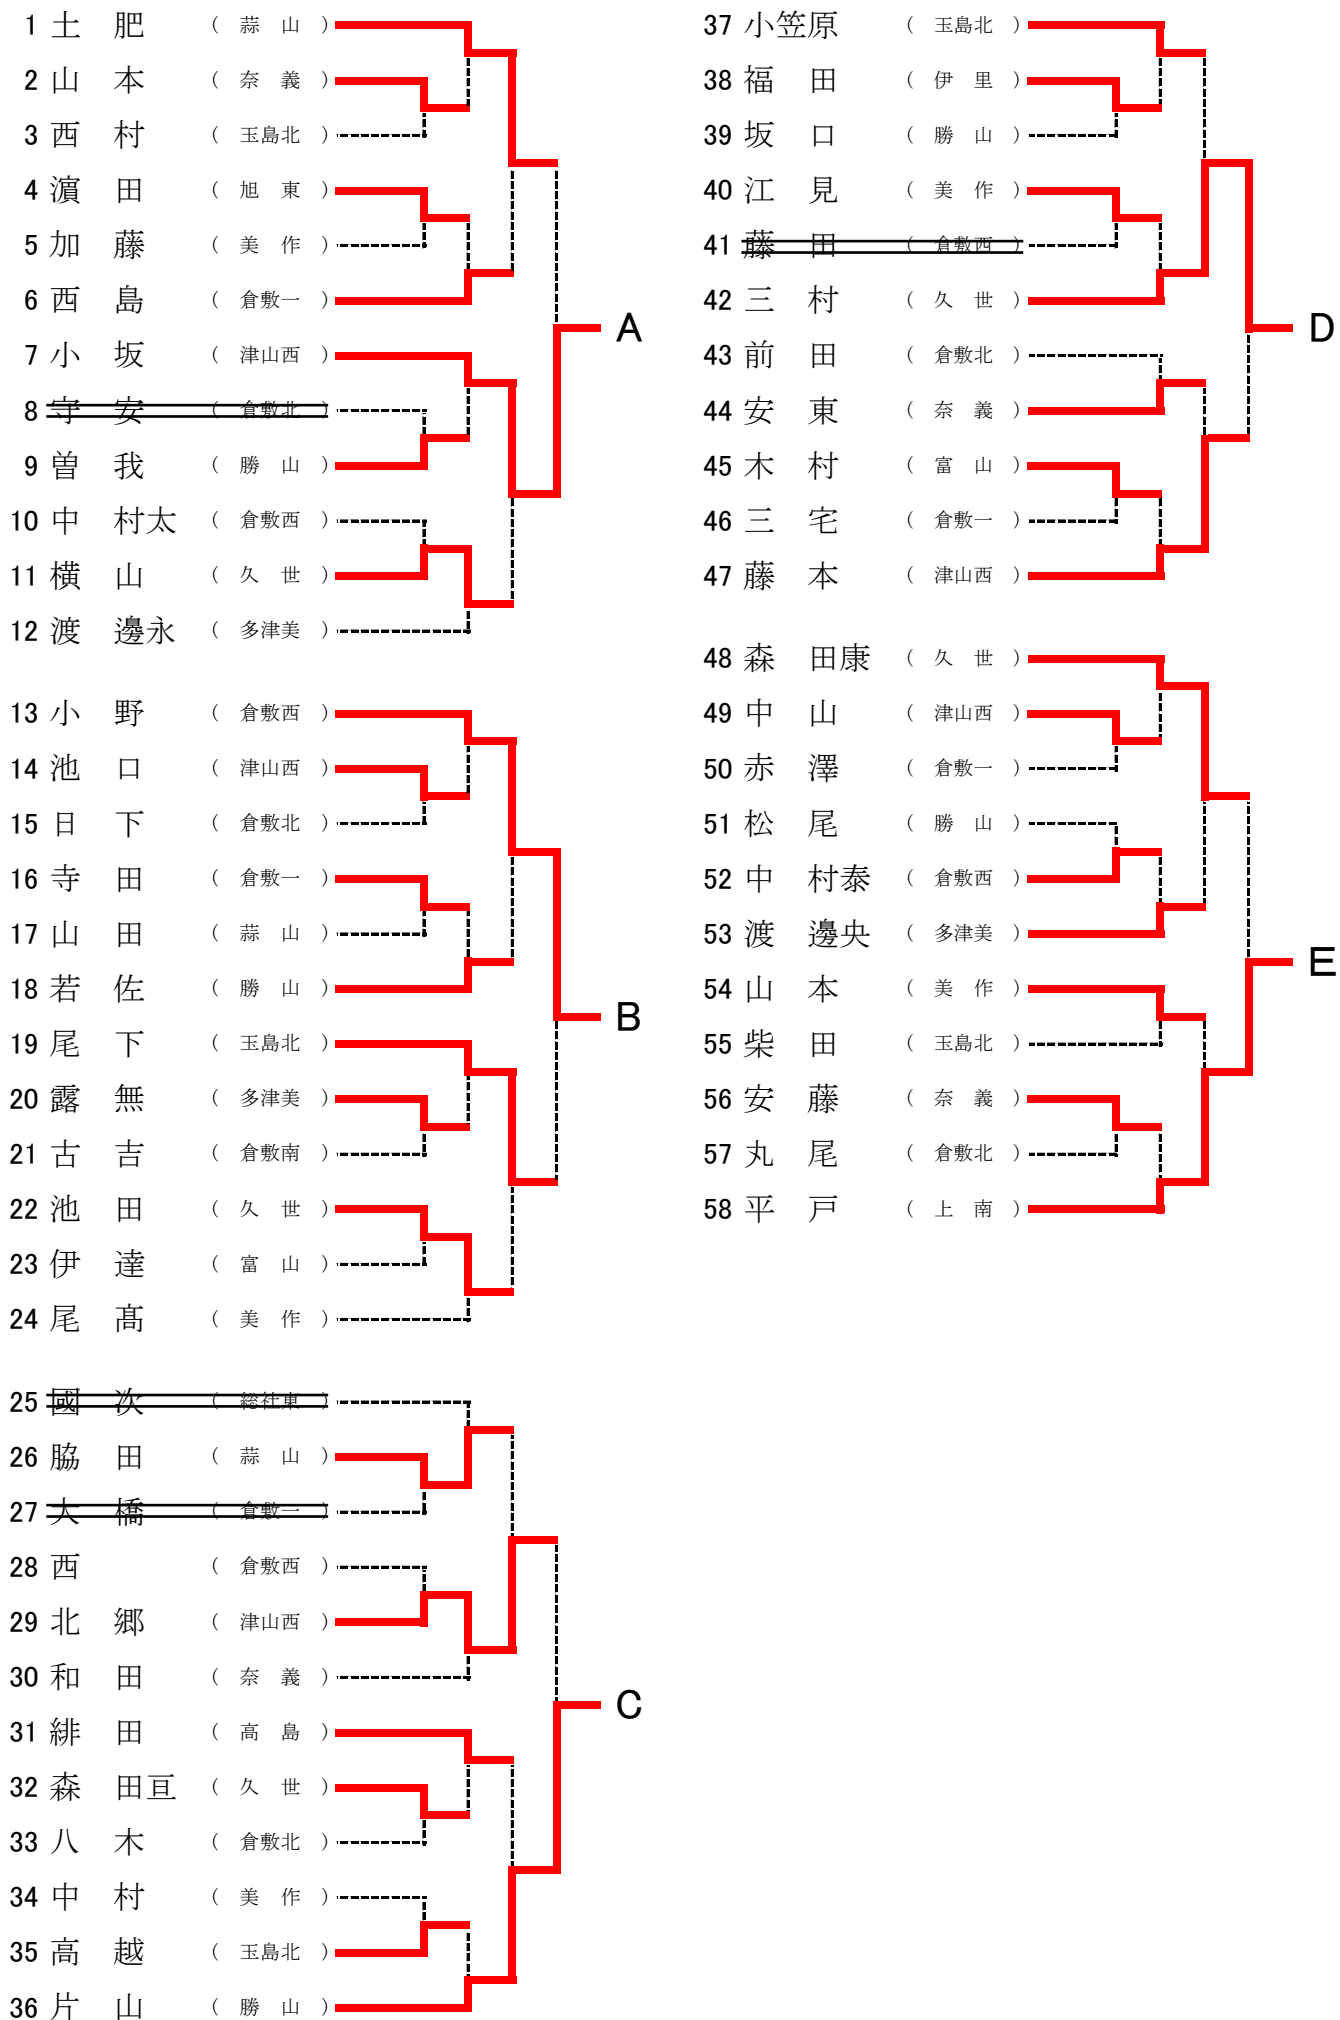 1 土 肥 （ 蒜 山 ）
2 山 本 （ 奈 義 ）
3 西 村 （ 玉島北 ）
4 濵 田 （ 旭 東 ）
5 加 藤 （ 美 作 ）
6 西 島 （ 倉敷一 ）
A
7 小 坂 （ 津山西 ）
8 守 安 （ 倉敷北 ）
9 曽 我 （ 勝 山 ）
10 中 村太 （ 倉敷西 ）
11 横 山 （ 久 世 ）
12 渡 邊永 （ 多津美 ）
13 小 野 （ 倉敷西 ）
14 池 口 （ 津山西 ）
15 日 下 （ 倉敷北 ）
16 寺 田 （ 倉敷一 ）
17 山 田 （ 蒜 山 ）
18 若 佐 （ 勝 山 ）
B
19 尾 下 （ 玉島北 ）
20 露 無 （ 多津美 ）
21 古 吉 （ 倉敷南 ）
22 池 田 （ 久 世 ）
23 伊 達 （ 富 山 ）
24 尾 髙 （ 美 作 ）
25 國 次 （ 総社東 ）
26 脇 田 （ 蒜 山 ）
27 大 橋 （ 倉敷一 ）
28 西 （ 倉敷西 ）
29 北 郷 （ 津山西 ）
30 和 田 （ 奈 義 ）
C
31 緋 田 （ 高 島 ）
32 森 田亘 （ 久 世 ）
33 八 木 （ 倉敷北 ）
34 中 村 （ 美 作 ）
35 高 越 （ 玉島北 ）
36 片 山 （ 勝 山 ）
37 小笠原 （ 玉島北 ）
38 福 田 （ 伊 里 ）
39 坂 口 （ 勝 山 ）
40 江 見 （ 美 作 ）
41 藤 田 （ 倉敷西 ）
42 三 村 （ 久 世 ）
D
43 前 田 （ 倉敷北 ）
44 安 東 （ 奈 義 ）
45 木 村 （ 富 山 ）
46 三 宅 （ 倉敷一 ）
47 藤 本 （ 津山西 ）
48 森 田康 （ 久 世 ）
49 中 山 （ 津山西 ）
50 赤 澤 （ 倉敷一 ）
51 松 尾 （ 勝 山 ）
52 中 村泰 （ 倉敷西 ）
53 渡 邊央 （ 多津美 ）
E
54 山 本 （ 美 作 ）
55 柴 田 （ 玉島北 ）
56 安 藤 （ 奈 義 ）
57 丸 尾 （ 倉敷北 ）
58 平 戸 （ 上 南 ）